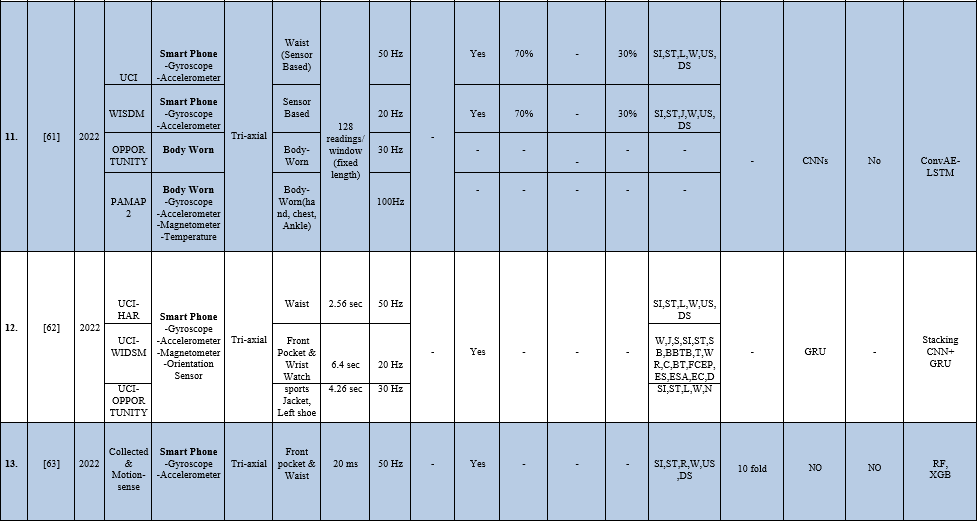 11.
[61]
2022
UCI
Smart Phone
-Gyroscope
-Accelerometer
Tri-axial
Waist
(Sensor
Based)
128
readings/
window
(fixed
length)
50 Hz
-
Yes
70%
-
30%
SI,ST,L,W,US,
DS
-
CNNs
No
ConvAE-
LSTM
WISDM
Smart Phone
-Gyroscope
-Accelerometer
Sensor
Based
20 Hz
Yes
70%
-
30%
SI,ST,J,W,US,
DS
OPPOR
TUNITY
Body Worn
Body-
Worn
30 Hz
-
-
-
-
-
PAMAP
2
Body Worn
-Gyroscope
-Accelerometer
-Magnetometer
-Temperature
Body-
Worn(ha
nd, chest,
Ankle)
100Hz
-
-
-
-
-
12.
[62]
2022
UCI-
HAR
Smart Phone
-Gyroscope
-Accelerometer
-Magnetometer
-Orientation
Sensor
Tri-axial
Waist
2.56 sec
50 Hz
-
Yes
-
-
-
SI,ST,L,W,US,
DS
-
GRU
-
Stacking
CNN+
GRU
UCI-
WIDSM
Front
Pocket &
Wrist
Watch
6.4 sec
20 Hz
W,J,S,SI,ST,S
B,BBTB,T,W
R,C,BT,FCEP,
ES,ESA,EC,D
UCI-
OPPOR
TUNITY
sports
Jacket,
Left shoe
4.26 sec
30 Hz
SI,ST,L,W,N
13.
[63]
2022
Collected
&
Motion-
sense
Smart Phone
-Gyroscope
-Accelerometer
Tri-axial
Front
pocket &
Waist
20 ms
50 Hz
-
Yes
-
-
-
SI,ST,R,W,US
,DS
10 fold
NO
NO
RF,
XGB